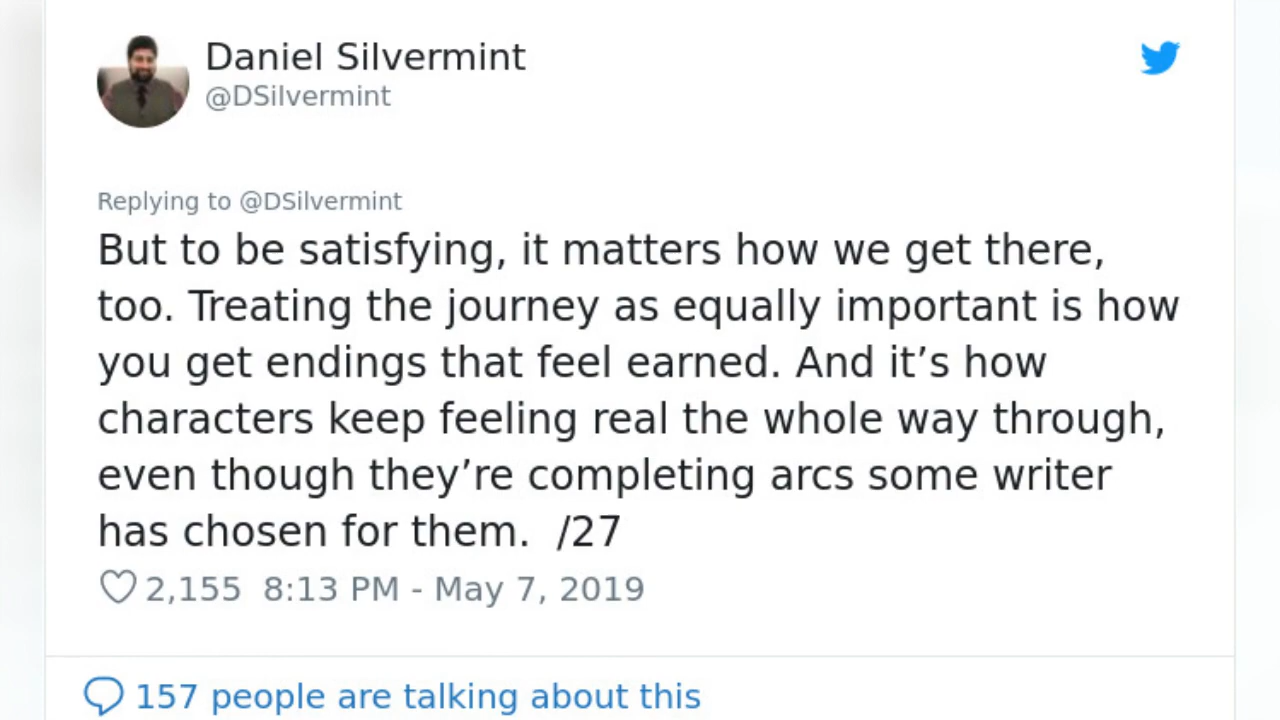 Daniel Silvermint
@DSilvermint
Replying to @DSilvermint
But to be satisfying, it matters how we get there,
too. Treating the journey as equally important is how
you get endings that feel earned. And it’s how
characters keep feeling real the whole way through,
even though they’re completing arcs some writer
has chosen for them.  /27
2,155  8:13 PM - May 7, 2019
157 people are talking about this